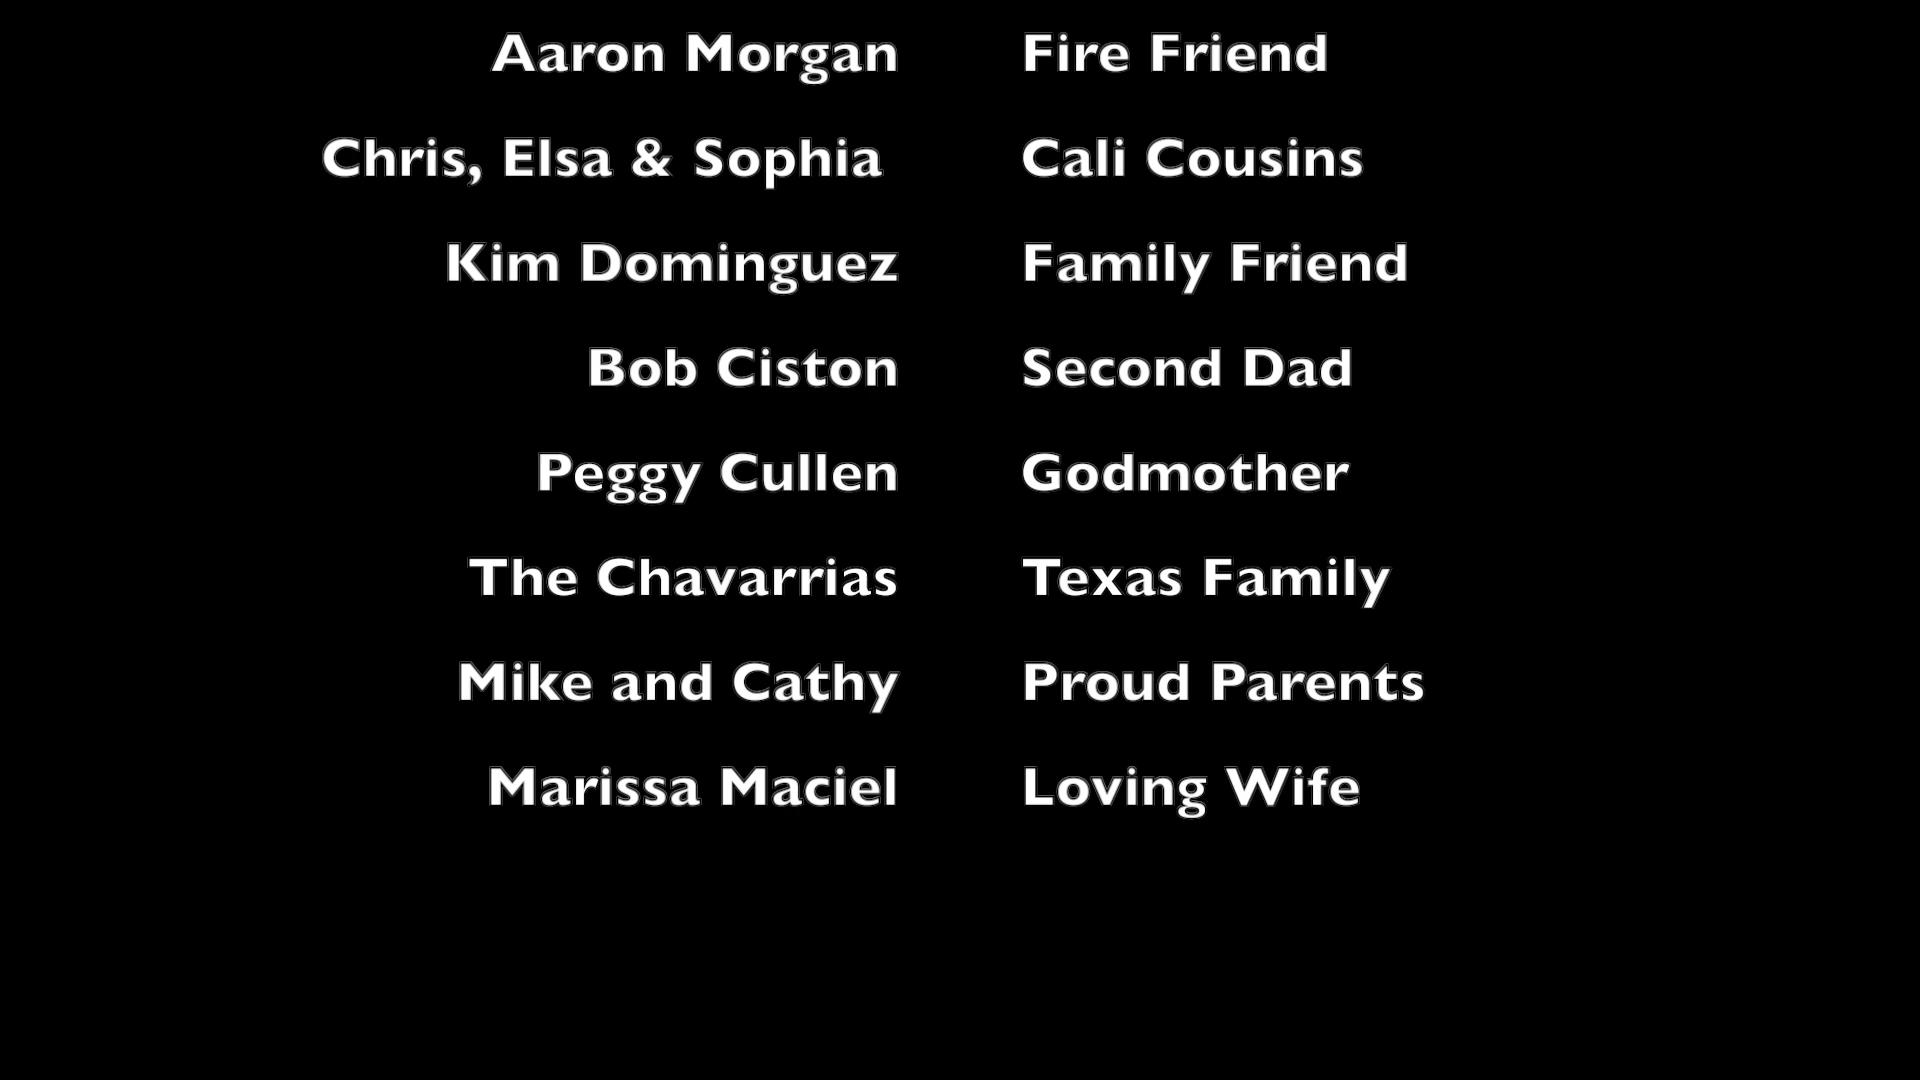 Aaron Morgan Fire Friend
Chris, Elsa & Sophia Cali Cousins
Kim Dominguez Family Friend
Bob Ciston Second Dad
Peggy Cullen Godmother
The Chavarrias Texas Family
Mike and Cathy Proud Parents
Marissa Maciel Loving Wife